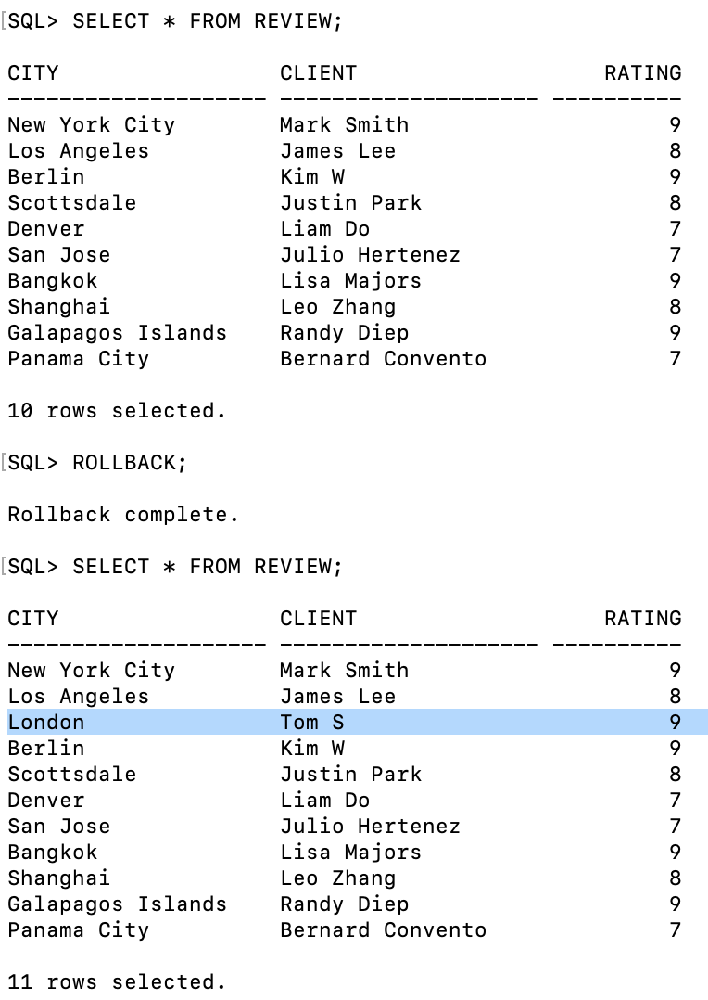 [SQL> SELECT * FROM REVIEW;
CITY                 CLIENT                   RATING
-------------------- -------------------- ----------
New York City        Mark Smith                    9
Los Angeles          James Lee                     8
Berlin               Kim W                         9
Scottsdale           Justin Park                   8
Denver               Liam Do                       7
San Jose             Julio Hertenez                7
Bangkok              Lisa Majors                   9
Shanghai             Leo Zhang                     8
Galapagos Islands    Randy Diep                    9
Panama City          Bernard Convento              7
10 rows selected.
[SQL> ROLLBACK;
Rollback complete.
[SQL> SELECT * FROM REVIEW;
CITY                 CLIENT                   RATING
-------------------- -------------------- ----------
New York City        Mark Smith                    9
Los Angeles          James Lee                     8
London               Tom S                         9
Berlin               Kim W                         9
Scottsdale           Justin Park                   8
Denver               Liam Do                       7
San Jose             Julio Hertenez                7
Bangkok              Lisa Majors                   9
Shanghai             Leo Zhang                     8
Galapagos Islands    Randy Diep                    9
Panama City          Bernard Convento              7
11 rows selected.